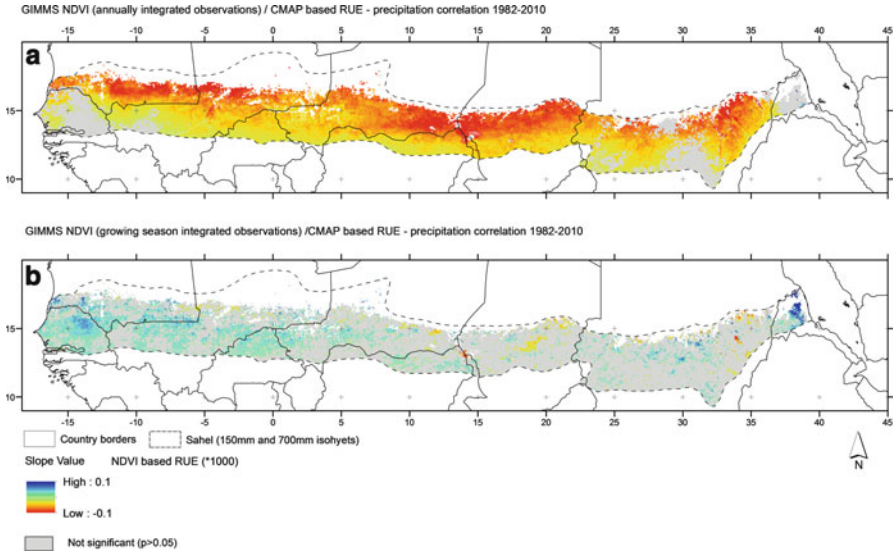 GIMMS NDVI (annually integrated observations) / CMAP based RUE - precipitation correlation 1982-2010
-15 -10 -5 0 5 10 15 20 25 30 35 40 45
a
15
10
GIMMS NDVI (growing season integrated observations) /CMAP based RUE - precipitation correlation 1982-2010
b
15
10
-15 -10 -5 0 5 10 15 20 25 30 35 40 45
Country borders
Sahel (150mm and 700mm isohyets)
Slope Value
NDVI based RUE (*1000)
High : 0.1
Low : -0.1
Not significant (p>0.05)
N